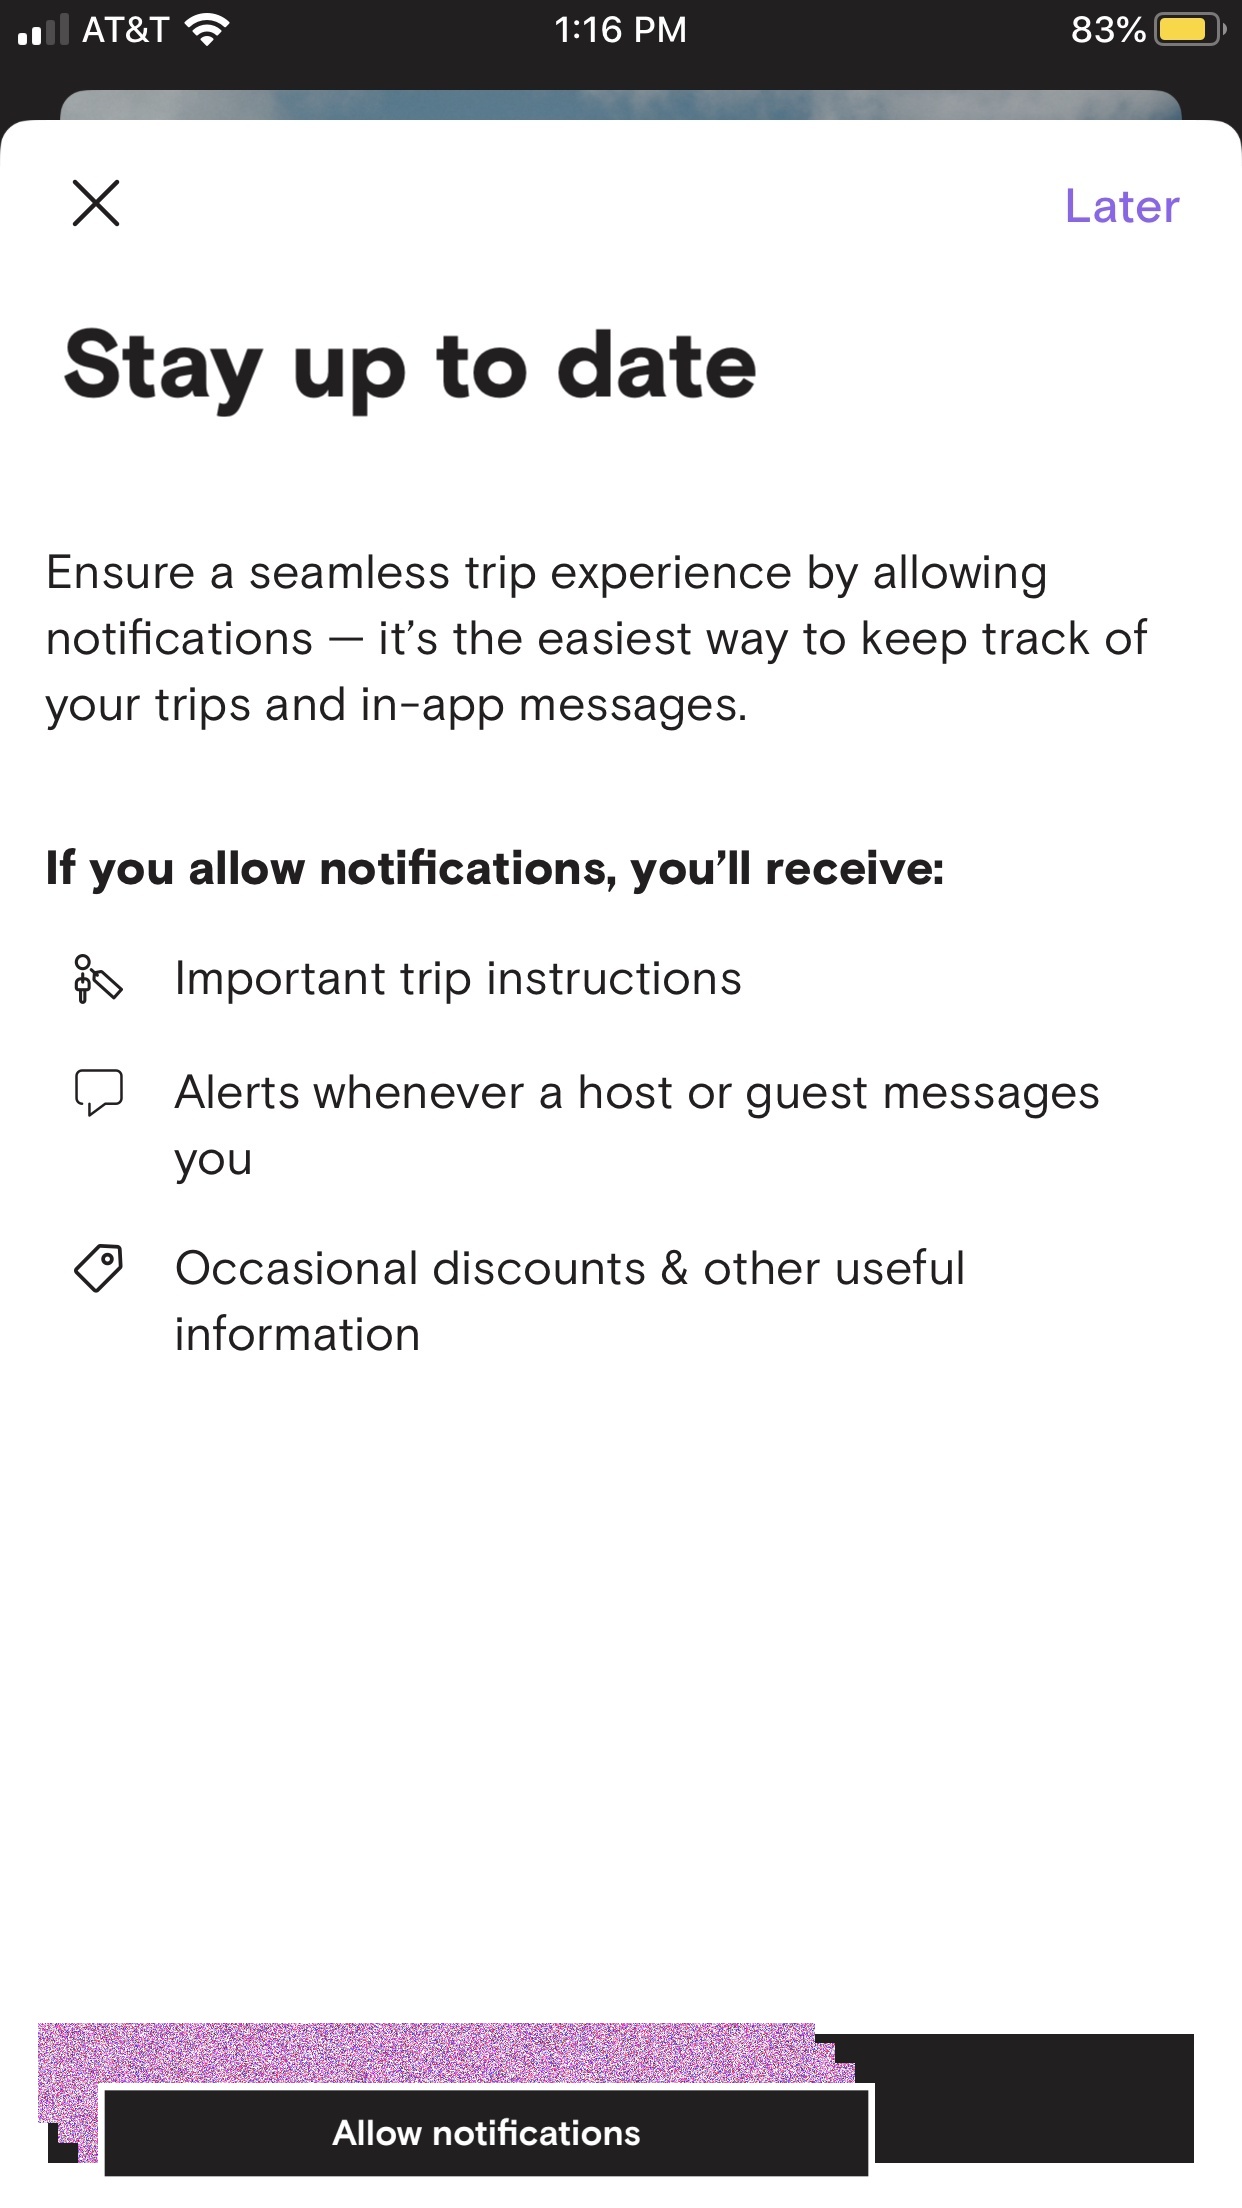 AT&T 1:16 PM 83%
Later
Stay up to date
Ensure a seamless trip experience by allowing
notifications — it’s the easiest way to keep track of
your trips and in-app messages.
If you allow notifications, you’ll receive:
Important trip instructions
Alerts whenever a host or guest messages
you
Occasional discounts & other useful
information
Allow notifications